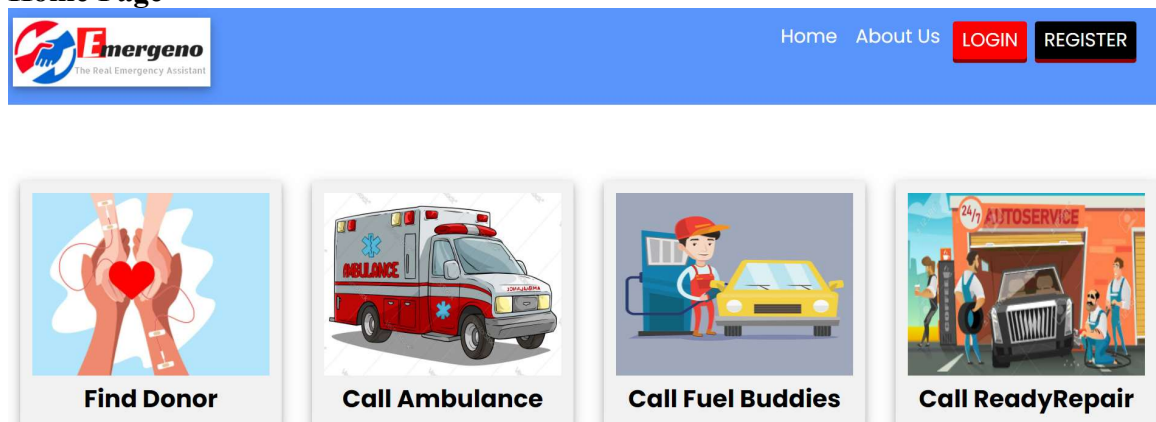 Home Page
Emergeno
The Real Emergency Assistant
Home About Us LOGIN REGISTER
AMBULANCE
24/7 AUTOSERVICE
COFFEE
Find Donor Call Ambulance Call Fuel Buddies Call ReadyRepair